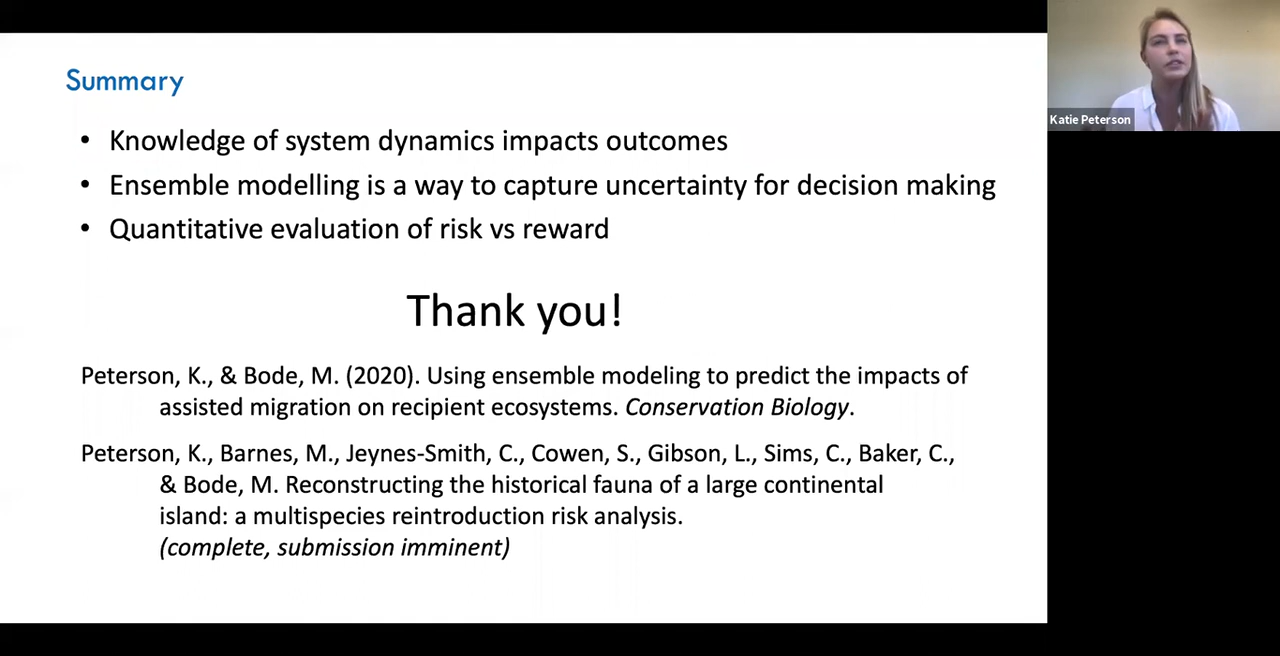 Summary
• Knowledge of system dynamics impacts outcomes
• Ensemble modelling is a way to capture uncertainty for decision making
• Quantitative evaluation of risk vs reward
Thank you!
Peterson, K., & Bode, M. (2020). Using ensemble modeling to predict the impacts of
assisted migration on recipient ecosystems. Conservation Biology.
Peterson, K., Barnes, M., Jeynes-Smith, C., Cowen, S., Gibson, L., Sims, C., Baker, C.,
& Bode, M. Reconstructing the historical fauna of a large continental
island: a multispecies reintroduction risk analysis.
(complete, submission imminent)
Katie Peterson